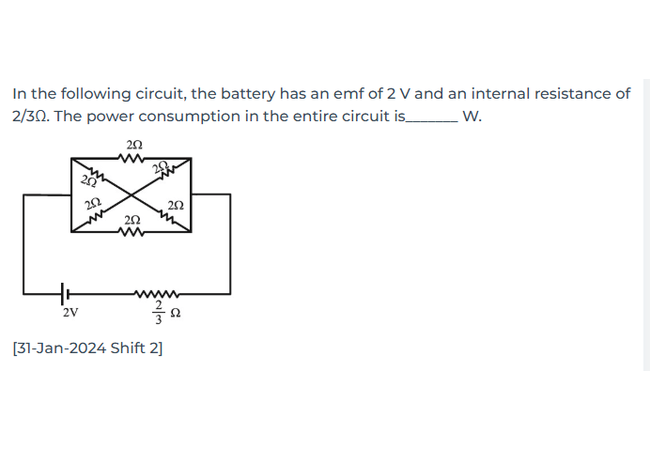 In the following circuit, the battery has an emf of 2 V and an internal resistance of
2/3Ω. The power consumption in the entire circuit is_______ W.
2Ω
2Ω
2Ω
2Ω
2Ω
2Ω
2V
2/3 Ω
[31-Jan-2024 Shift 2]